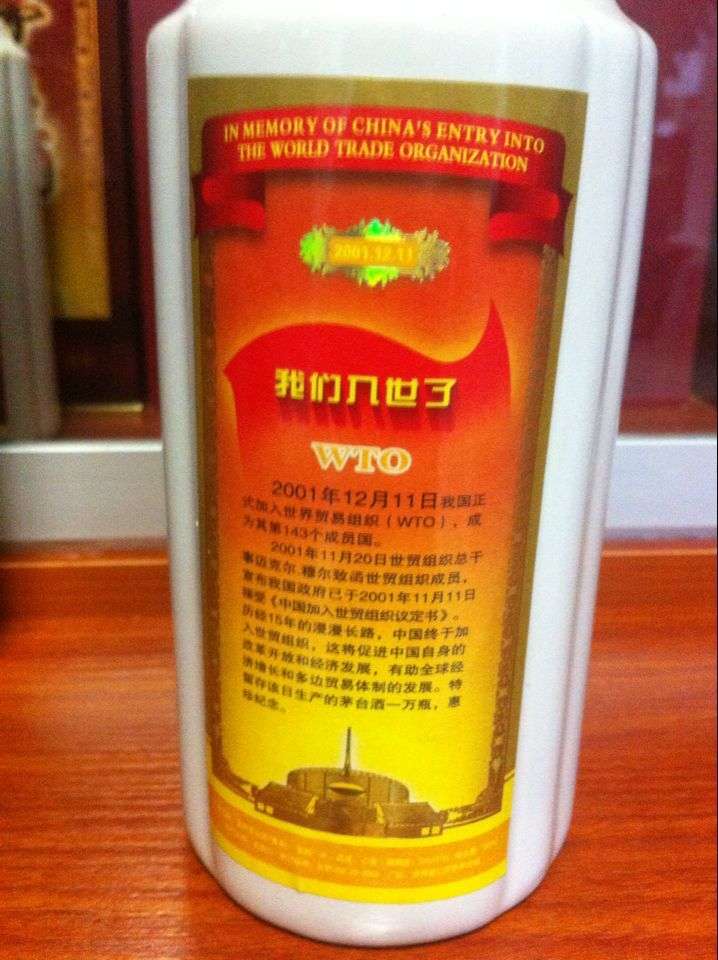 IN MEMORY OF CHINA'S ENTRY INTO
THE WORLD TRADE ORGANIZATION
2001.12.11
我们入世了
WTO
2001年12月11日我国正
式加入世界贸易组织（WTO），成
为其第143个成员国。
2001年11月20日世贸组织总干
事迈克尔·穆尔致函世贸组织成员，
宣布我国政府已于2001年11月11日
接受《中国加入世贸组织议定书》。
历经15年的漫漫长路，中国终于加
入世贸组织，这将促进中国自身的
改革开放和经济发展，有助全球经
济增长和多边贸易体制的发展。特
留存该日生产的茅台酒一万瓶，惠
存纪念。